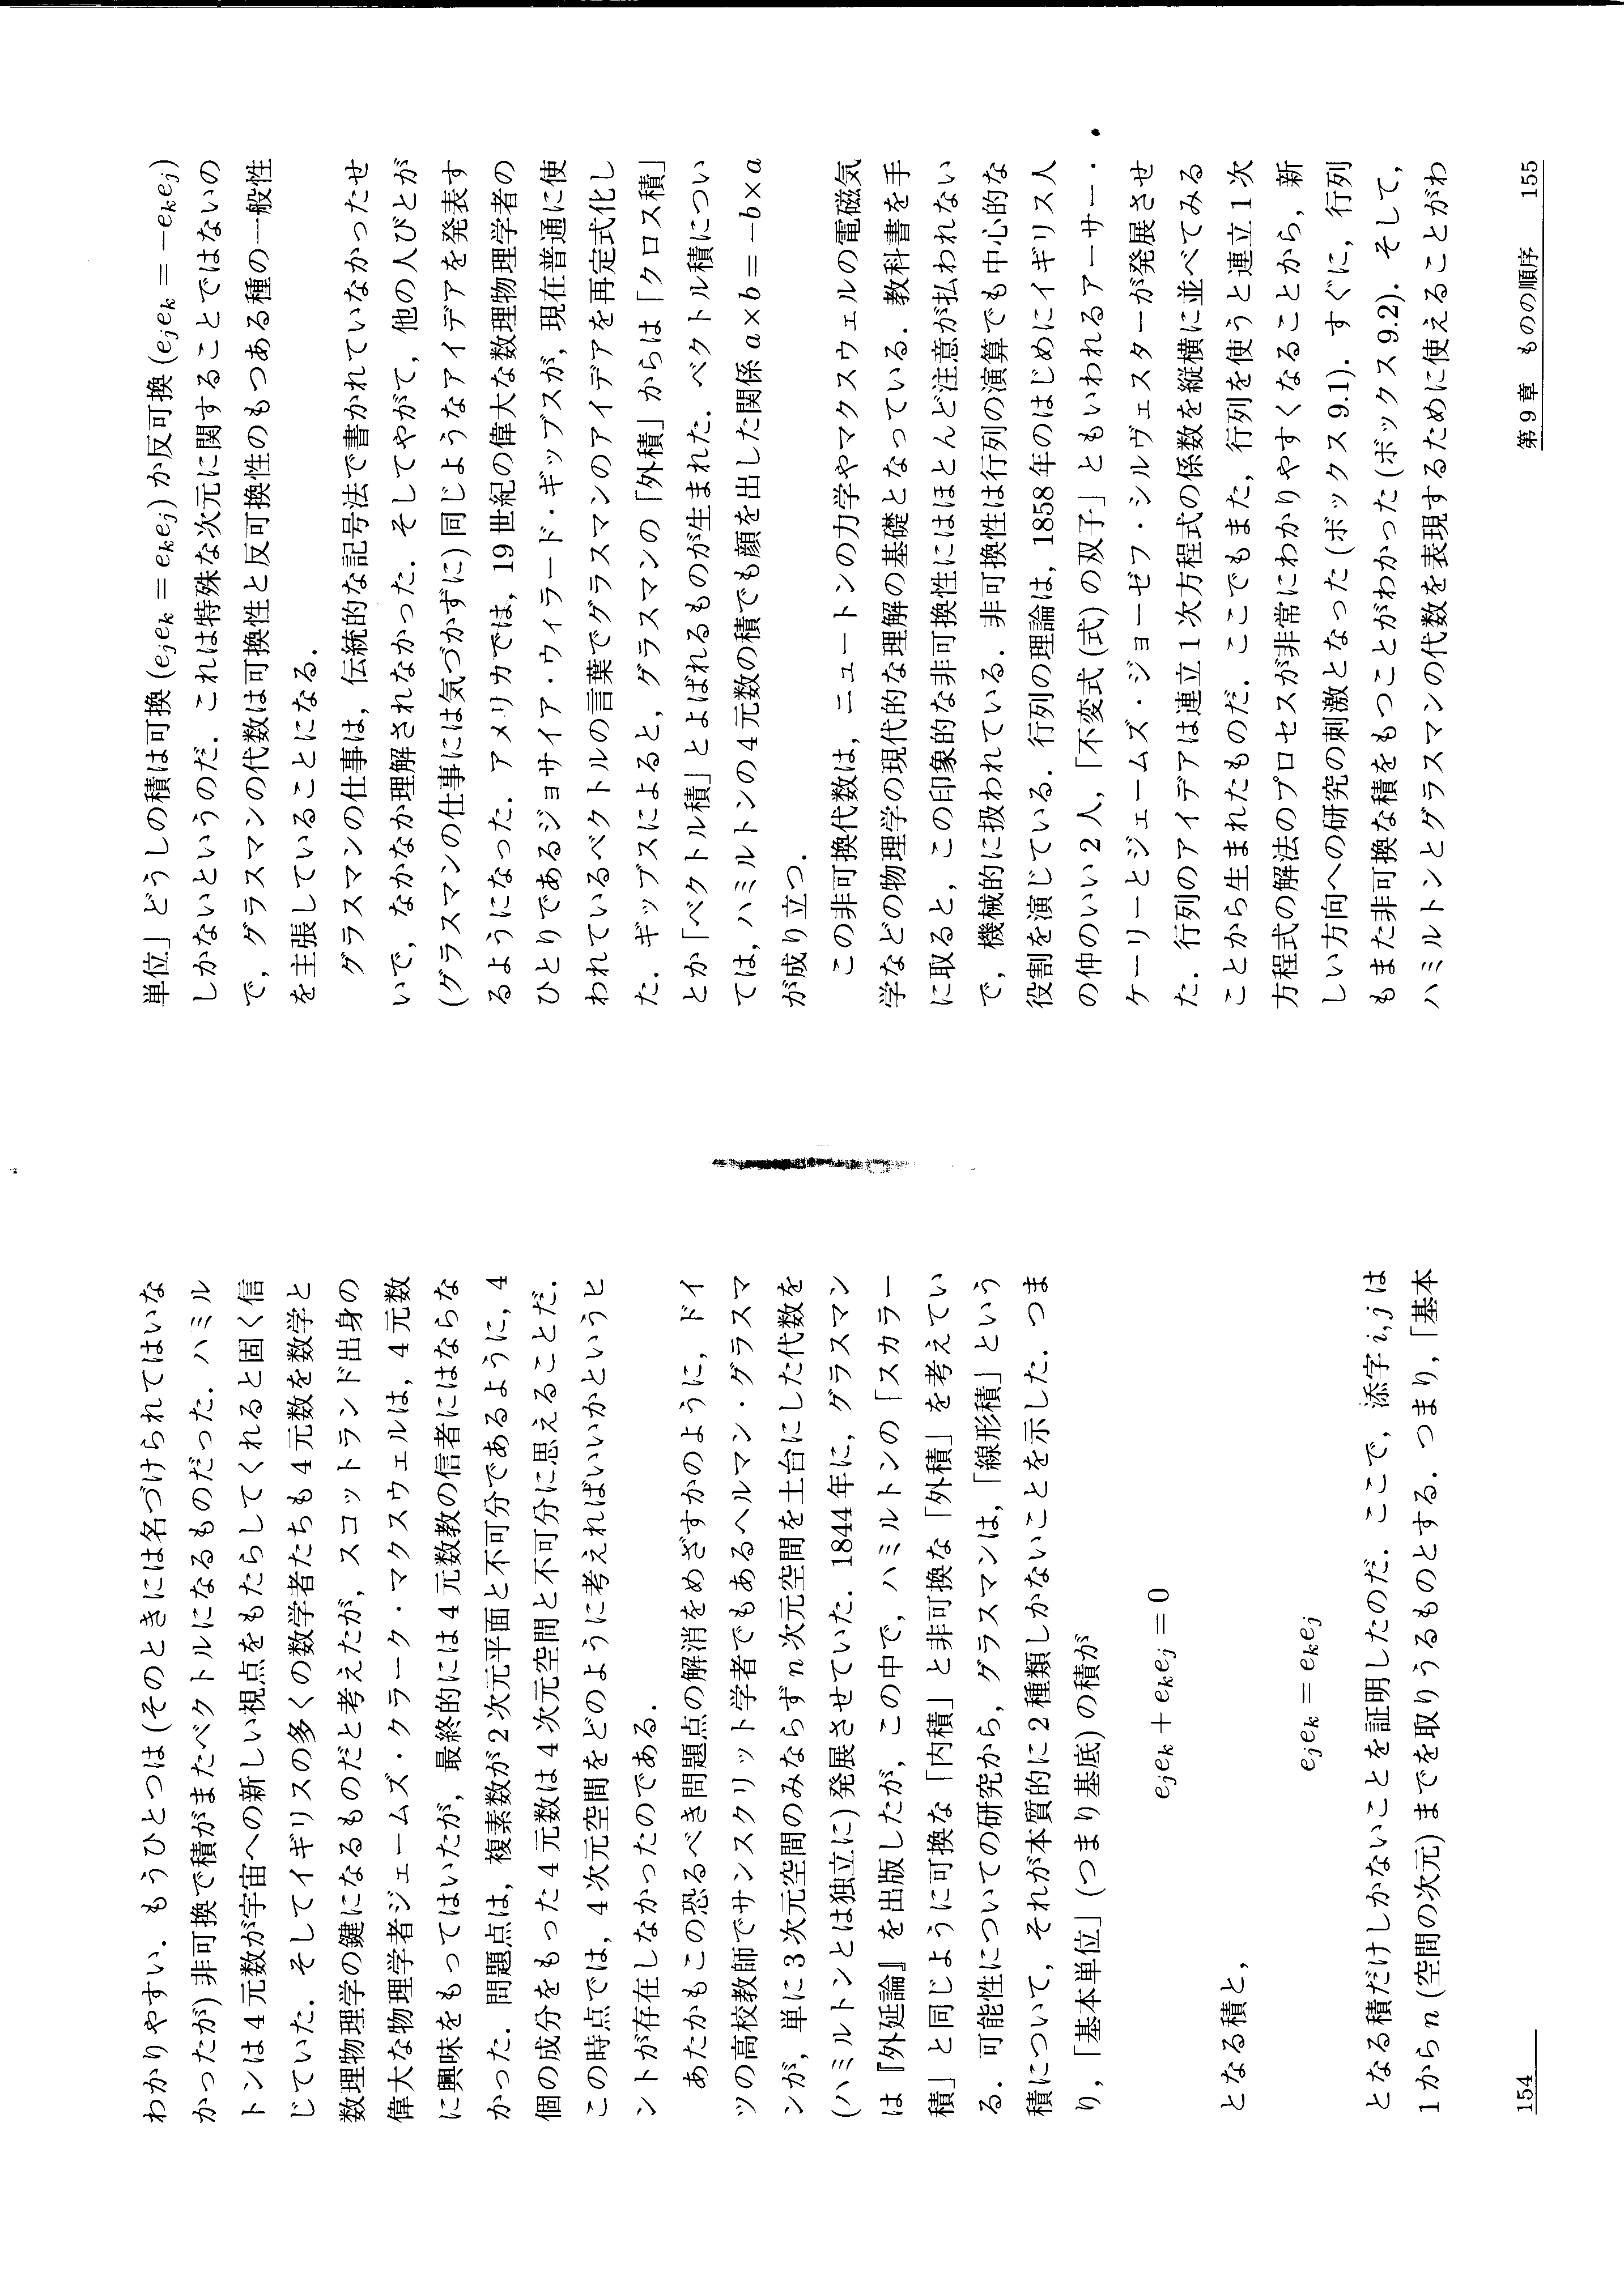 わかりやすい．もうひとつは(そのときには名づけられてはいな
かったが)非可換で積がまたベクトルになるものだった．ハミル
トンは4元数が宇宙への新しい視点をもたらしてくれると固く信
じていた．そしてイギリスの多くの数学者たちも4元数を数学と
数理物理学の鍵になるものだと考えたが，スコットランド出身の
偉大な物理学者ジェームズ・クラーク・マクスウェルは，4元数
に興味をもってはいたが，最終的には4元数教の信者にはならな
かった．問題点は，複素数が2次元平面と不可分であるように，4
個の成分をもった4元数は4次元空間と不可分に思えることだ．
この時点では，4次元空間をどのように考えればいいかというヒ
ントが存在しなかったのである．
あたかもこの恐るべき問題点の解消をめざすかのように，ドイ
ツの高校教師でサンスクリット学者でもあるヘルマン・グラスマ
ンが，単に3次元空間のみならずn次元空間を土台にした代数を
(ハミルトンとは独立に)発展させていた．1844年に，グラスマン
は『外延論』を出版したが，この中で，ハミルトンの「スカラー
積」と同じように可換な「内積」と非可換な「外積」を考えてい
る．可能性についての研究から，グラスマンは，「線形積」という
積について，それが本質的に2種類しかないことを示した．つま
り，「基本単位」(つまり基底)の積が
eⱼeₖ＋eₖeⱼ＝0
となる積と，
eⱼeₖ＝eₖeⱼ
となる積だけしかないことを証明したのだ．ここで，添字i,jは
1からn(空間の次元)までを取りうるものとする．つまり，「基本
154
単位」どうしの積は可換(eⱼeₖ＝eₖeⱼ)か反可換(eⱼeₖ＝−eₖeⱼ)
しかないというのだ．これは特殊な次元に関することではないの
で，グラスマンの代数は可換性と反可換性のもつある種の一般性
を主張していることになる．
グラスマンの仕事は，伝統的な記号法で書かれていなかったせ
いで，なかなか理解されなかった．そしてやがて，他の人びとが
(グラスマンの仕事には気づかずに)同じようなアイデアを発表す
るようになった．アメリカでは，19世紀の偉大な数理物理学者の
ひとりであるジョサイア・ウィラード・ギッブスが，現在普通に使
われているベクトルの言葉でグラスマンのアイデアを再定式化し
た．ギッブスによると，グラスマンの「外積」からは「クロス積」
とか「ベクトル積」とよばれるものが生まれた．ベクトル積につい
ては，ハミルトンの4元数の積でも顔を出した関係a×b＝−b×a
が成り立つ．
この非可換代数は，ニュートンの力学やマクスウェルの電磁気
学などの物理学の現代的な理解の基礎となっている．教科書を手
に取ると，この印象的な非可換性にはほとんど注意が払われない
で，機械的に扱われている．非可換性は行列の演算でも中心的な
役割を演じている．行列の理論は，1858年のはじめにイギリス人
の仲のいい2人，「不変式(式)の双子」ともいわれるアーサー・
ケーリーとジェームズ・ジョーゼフ・シルヴェスターが発展させ
た．行列のアイデアは連立1次方程式の係数を縦横に並べてみる
ことから生まれたものだ．ここでもまた，行列を使うと連立1次
方程式の解法のプロセスが非常にわかりやすくなることから，新
しい方向への研究の刺激となった(ボックス9.1)．すぐに，行列
もまた非可換な積をもつことがわかった(ボックス9.2)．そして，
ハミルトンとグラスマンの代数を表現するために使えることがわ
第9章　ものの順序　155